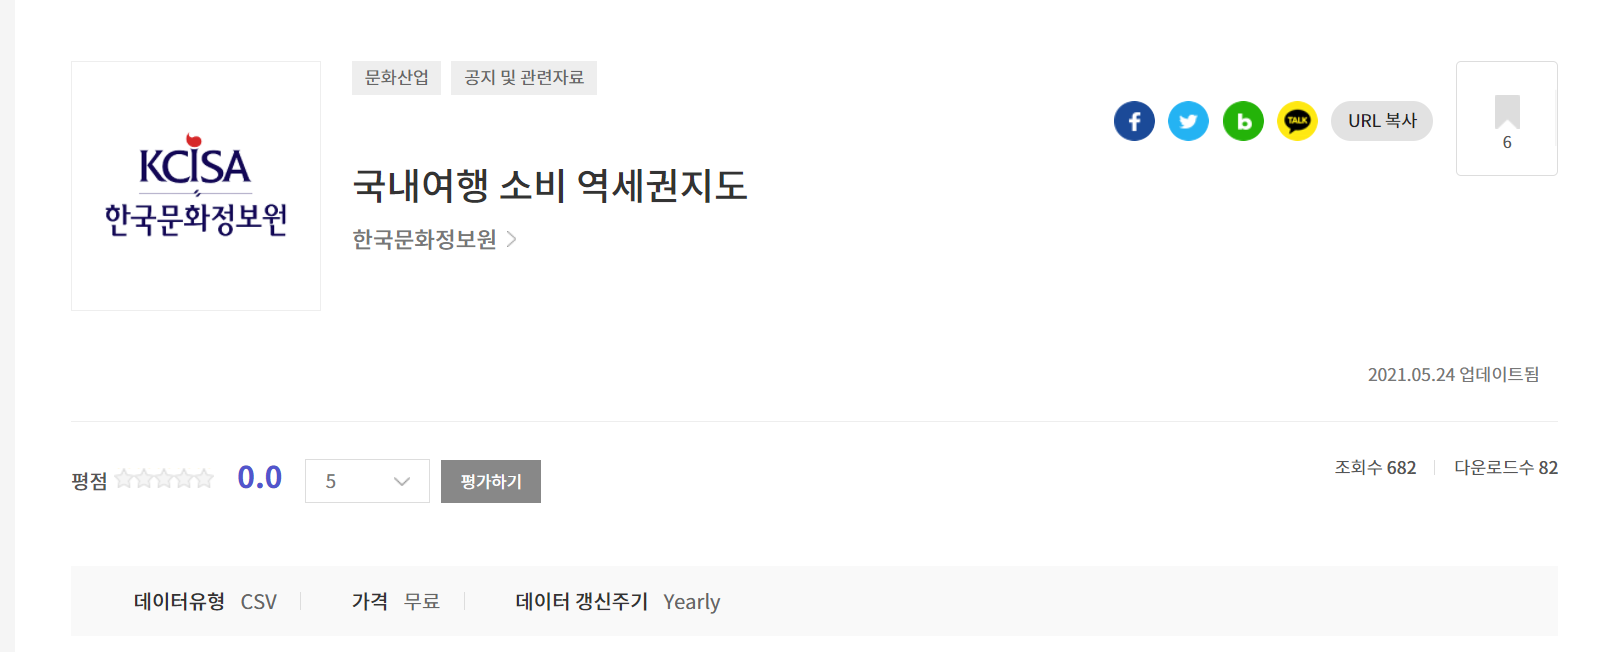 문화산업 공지 및 관련자료
KCISA
한국문화정보원
국내여행 소비 역세권지도
한국문화정보원
f b TALK URL 복사
6
2021.05.24 업데이트됨
평점 0.0 5 평가하기
조회수 682 다운로드수 82
데이터유형 CSV 가격 무료 데이터 갱신주기 Yearly